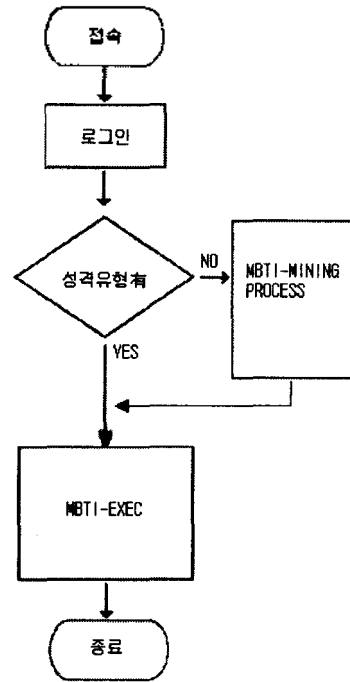 접속
로그인
성격유형有
NO
MBTI-MINING
PROCESS
YES
MBTI-EXEC
종료